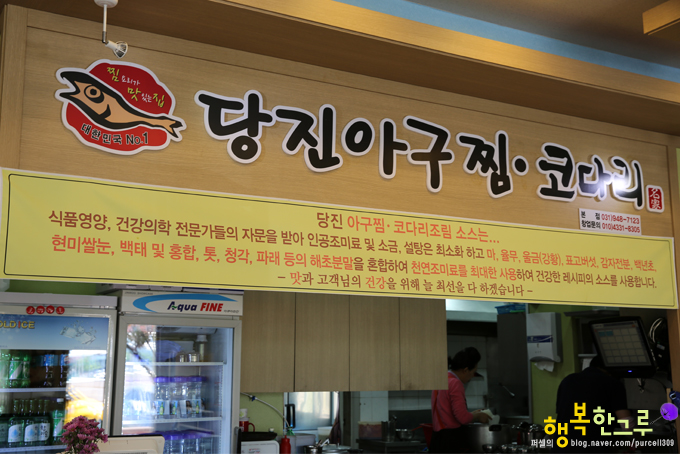 찜 요리가
맛있는집
대한민국 No.1
당진아구찜·코다리
名家
본 점 031)948-7123
창업문의 010)4331-8305
당진 아구찜·코다리조림 소스는...
식품영양, 건강의학 전문가들의 자문을 받아 인공조미료 및 소금, 설탕은 최소화 하고 마, 율무, 울금(강황), 표고버섯, 감자전분, 백년초,
현미쌀눈, 백태 및 홍합, 톳, 청각, 파래 등의 해초분말을 혼합하여 천연조미료를 최대한 사용하여 건강한 레시피의 소스를 사용합니다.
- 맛과 고객님의 건강을 위해 늘 최선을 다 하겠습니다 -
A-qua FINE
퍼셀의 행복한그루
blog.naver.com/purcell309